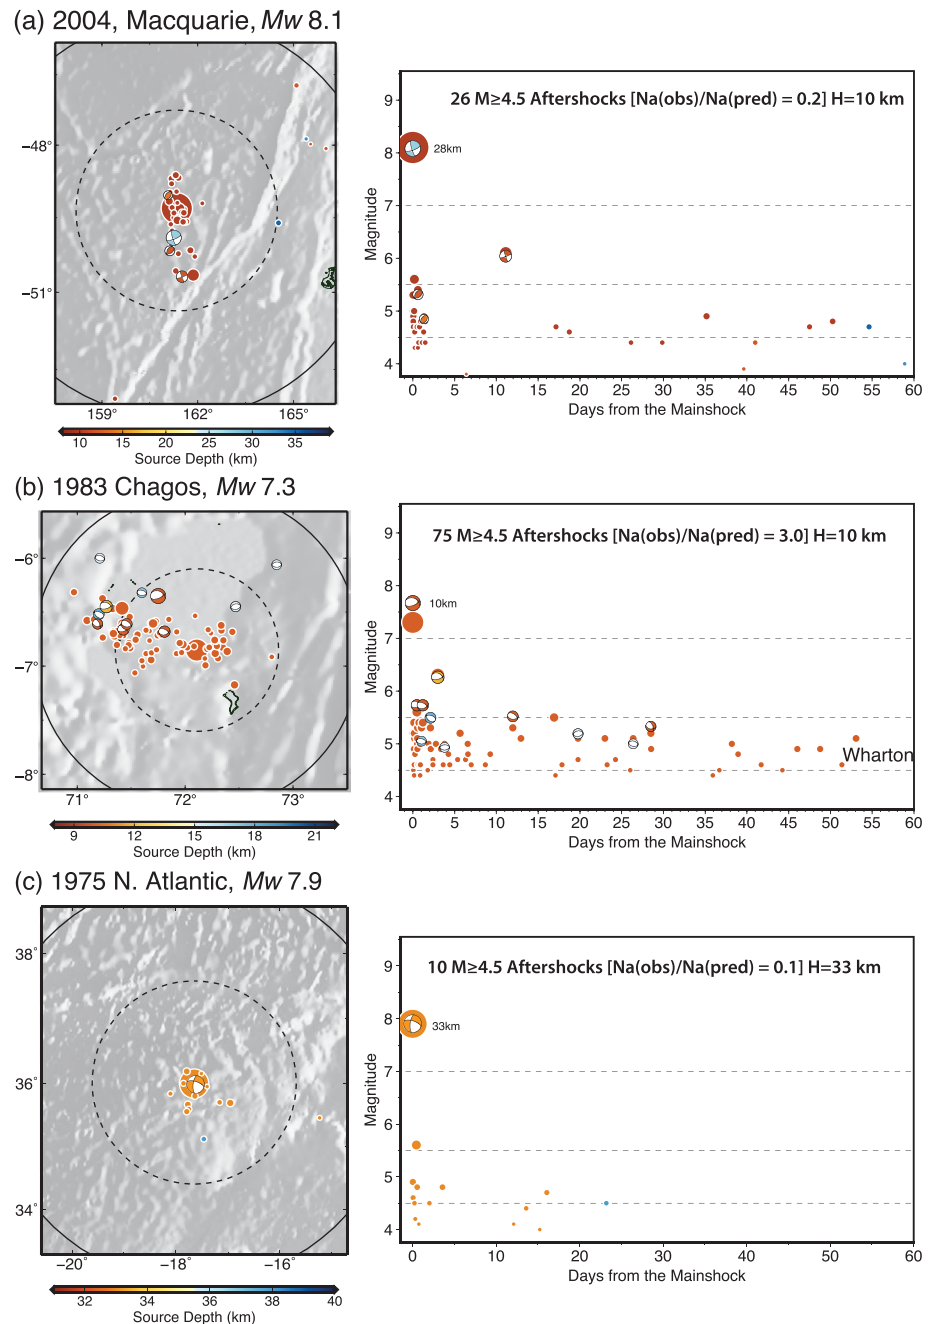 (a) 2004, Macquarie, Mw 8.1
26 M≥4.5 Aftershocks [Na(obs)/Na(pred) = 0.2] H=10 km
28km
Magnitude
9
8
7
6
5
4
0 5 10 15 20 25 30 35 40 45 50 55 60
Days from the Mainshock
−48°
−51°
159° 162° 165°
10 15 20 25 30 35
Source Depth (km)
(b) 1983 Chagos, Mw 7.3
75 M≥4.5 Aftershocks [Na(obs)/Na(pred) = 3.0] H=10 km
10km
Magnitude
9
8
7
6
5
4
Wharton
0 5 10 15 20 25 30 35 40 45 50 55 60
Days from the Mainshock
−6°
−7°
−8°
71° 72° 73°
9 12 15 18 21
Source Depth (km)
(c) 1975 N. Atlantic, Mw 7.9
10 M≥4.5 Aftershocks [Na(obs)/Na(pred) = 0.1] H=33 km
33km
Magnitude
9
8
7
6
5
4
0 5 10 15 20 25 30 35 40 45 50 55 60
Days from the Mainshock
38°
36°
34°
−20° −18° −16°
32 34 36 38 40
Source Depth (km)